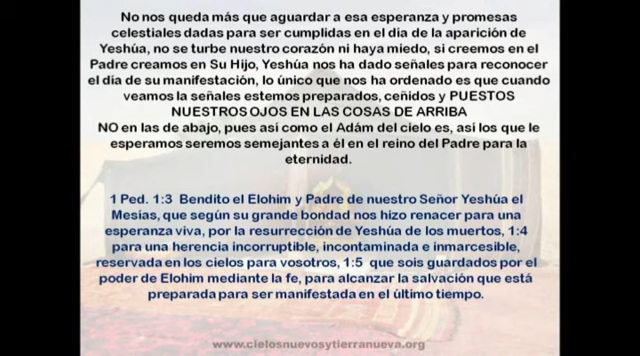 No nos queda más que aguardar a esa esperanza y promesas
celestiales dadas para ser cumplidas en el día de la aparición de
Yeshúa, no se turbe nuestro corazón ni haya miedo, si creemos en el
Padre creamos en Su Hijo, Yeshúa nos ha dado señales para reconocer
el día de su manifestación, lo único que nos ha ordenado es que cuando
veamos la señales estemos preparados, ceñidos y PUESTOS
NUESTROS OJOS EN LAS COSAS DE ARRIBA
NO en las de abajo, pues así como el Adám del cielo es, así los que le
esperamos seremos semejantes a él en el reino del Padre para la
eternidad.
1 Ped. 1:3 Bendito el Elohim y Padre de nuestro Señor Yeshúa el
Mesías, que según su grande bondad nos hizo renacer para una
esperanza viva, por la resurrección de Yeshúa de los muertos, 1:4
para una herencia incorruptible, incontaminada e inmarcesible,
reservada en los cielos para vosotros, 1:5 que sois guardados por el
poder de Elohim mediante la fe, para alcanzar la salvación que está
preparada para ser manifestada en el último tiempo.
www.cielosnuevosytierranueva.org